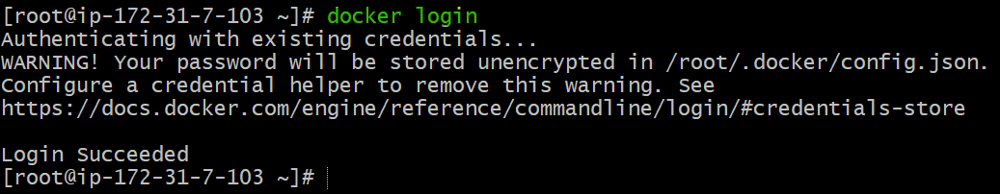 [root@ip-172-31-7-103 ~]# docker login
Authenticating with existing credentials...
WARNING! Your password will be stored unencrypted in /root/.docker/config.json.
Configure a credential helper to remove this warning. See
https://docs.docker.com/engine/reference/commandline/login/#credentials-store
Login Succeeded
[root@ip-172-31-7-103 ~]#